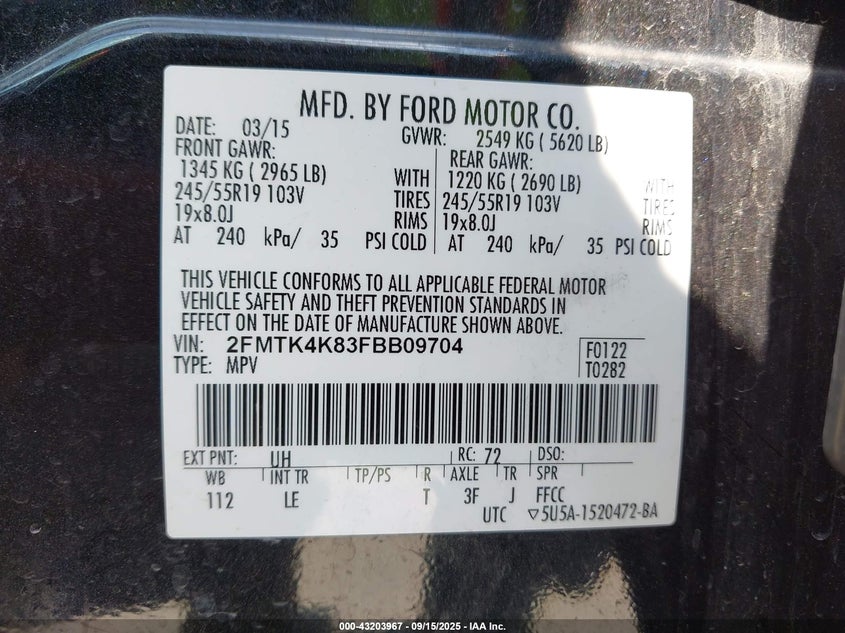 MFD. BY FORD MOTOR CO.
DATE: 03/15 GVWR: 2549 KG ( 5620 LB)
FRONT GAWR: REAR GAWR:
1345 KG ( 2965 LB) WITH 1220 KG ( 2690 LB) WITH
245/55R19 103V TIRES 245/55R19 103V TIRES
19x8.0J RIMS 19x8.0J RIMS
AT 240 kPa/ 35 PSI COLD AT 240 kPa/ 35 PSI COLD
THIS VEHICLE CONFORMS TO ALL APPLICABLE FEDERAL MOTOR
VEHICLE SAFETY AND THEFT PREVENTION STANDARDS IN
EFFECT ON THE DATE OF MANUFACTURE SHOWN ABOVE.
VIN: 2FMTK4K83FBB09704 F0122
TYPE: MPV T0282
EXT PNT: UH RC: 72 DSO:
WB INT TR TP/PS R AXLE TR SPR
112 LE T 3F J FFCC
UTC ▽5U5A-1520472-BA
000-43203967 - 09/15/2025 - IAA Inc.